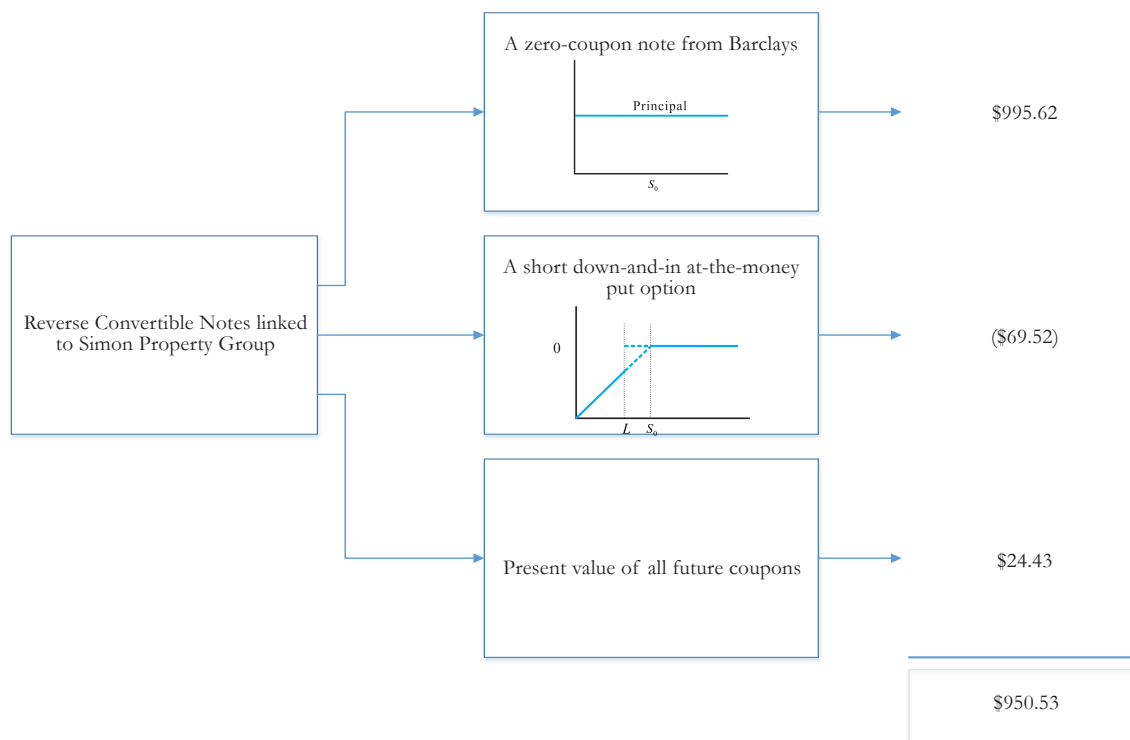 A zero-coupon note from Barclays
Principal
S₀
$995.62
Reverse Convertible Notes linked
to Simon Property Group
A short down-and-in at-the-money
put option
0
L S₀
($69.52)
Present value of all future coupons
$24.43
$950.53